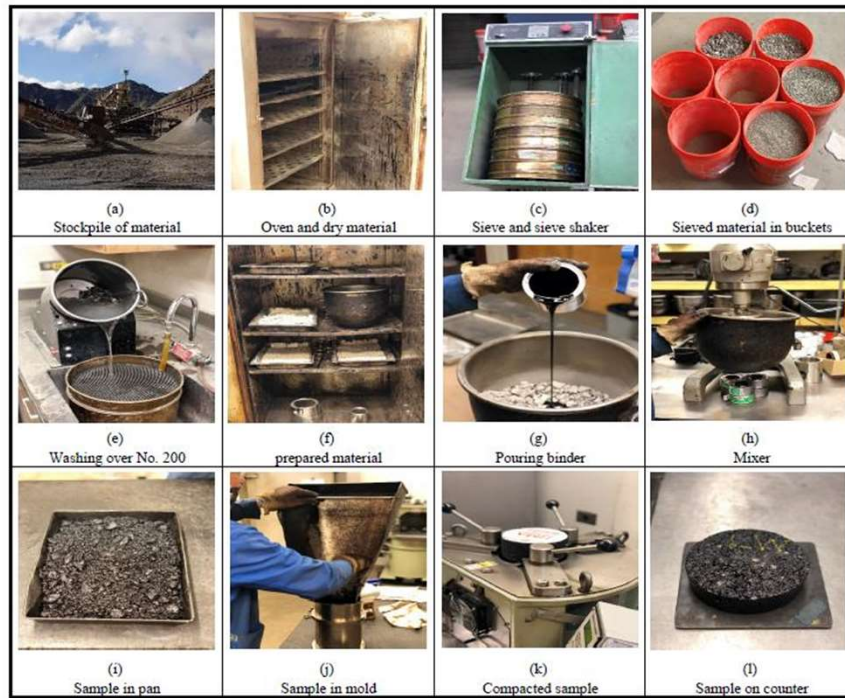 (a)
Stockpile of material
(b)
Oven and dry material
(c)
Sieve and sieve shaker
(d)
Sieved material in buckets
(e)
Washing over No. 200
(f)
prepared material
(g)
Pouring binder
(h)
Mixer
(i)
Sample in pan
(j)
Sample in mold
(k)
Compacted sample
(l)
Sample on counter